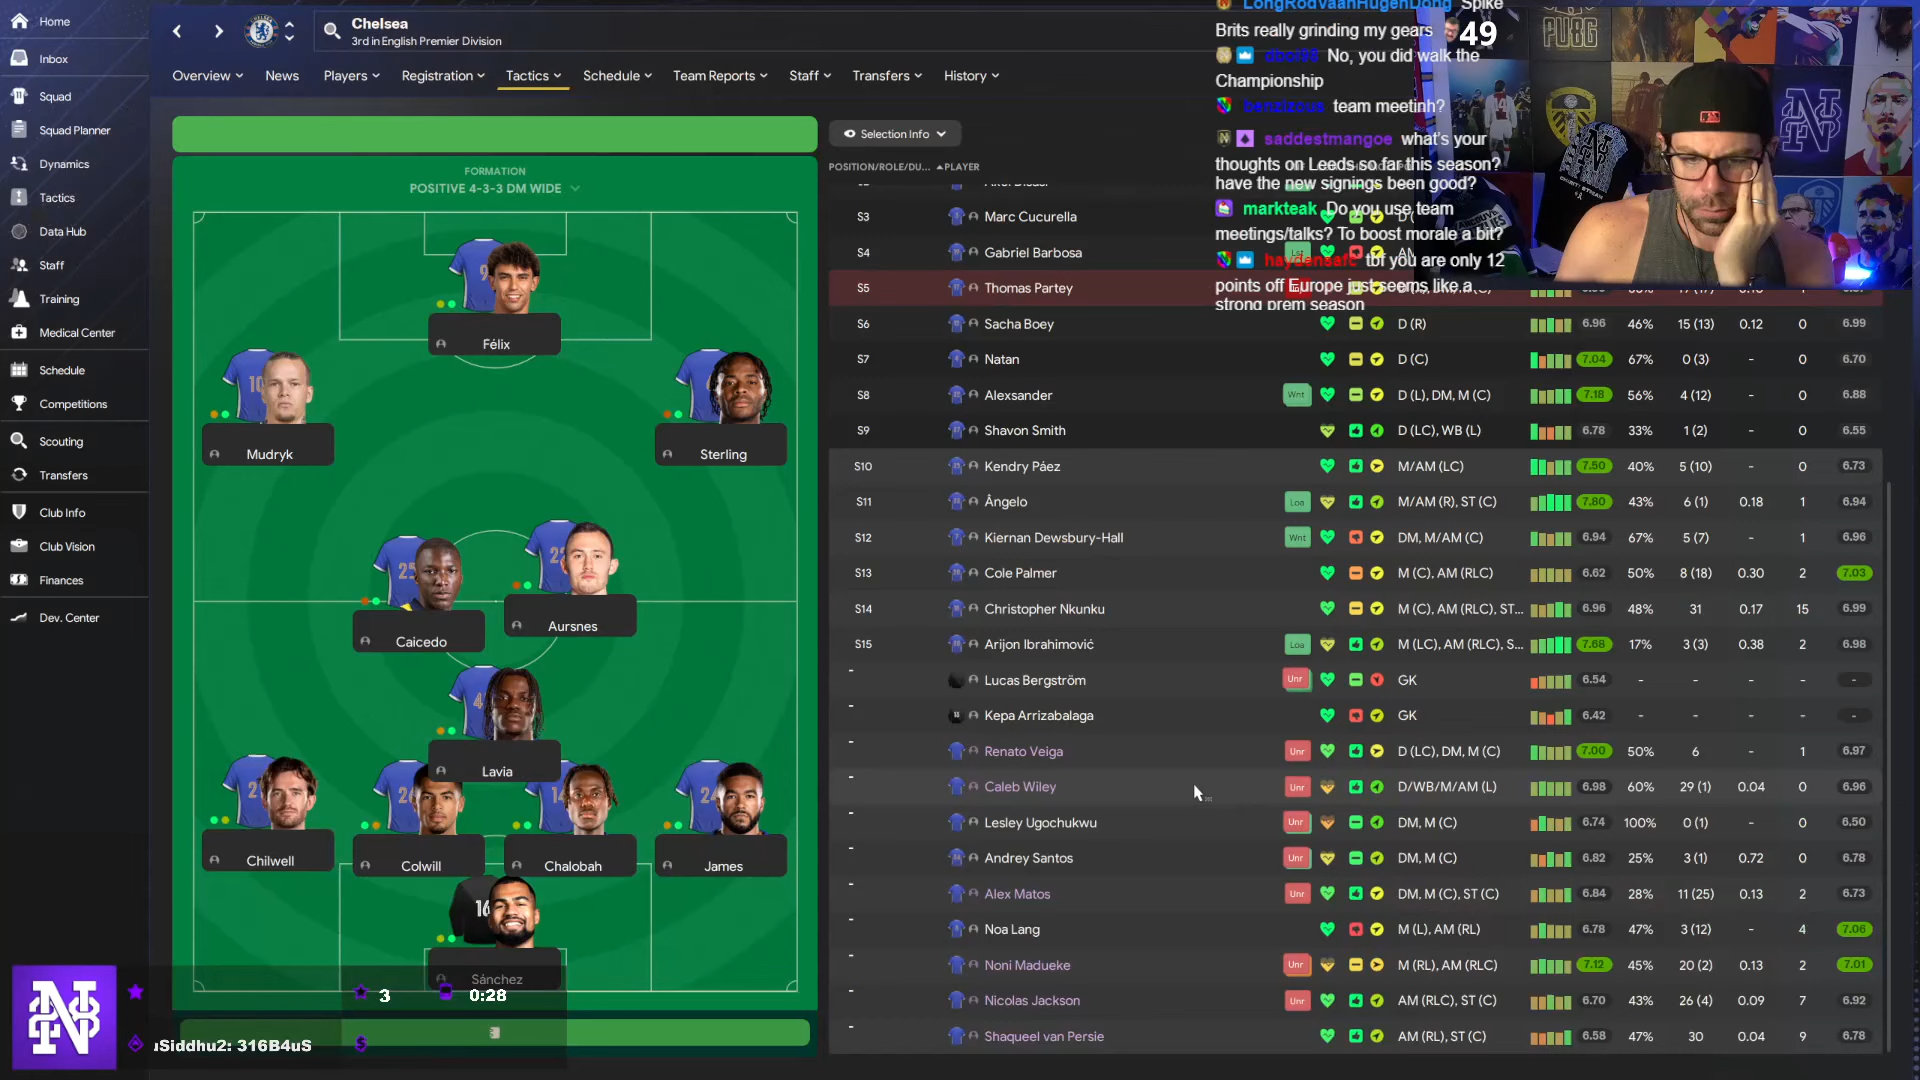 Home
Inbox
Squad
Squad Planner
Dynamics
Tactics
Data Hub
Staff
Training
Medical Center
Schedule
Competitions
Scouting
Transfers
Club Info
Club Vision
Finances
Dev. Center
Chelsea
3rd in English Premier Division
Overview News Players Registration Tactics Schedule Team Reports Staff Transfers History
FORMATION
POSITIVE 4-3-3 DM WIDE
9
Félix
10
Mudryk
Sterling
25
Caicedo
Aursnes
Lavia
Chilwell
26
Colwill
14
Chalobah
24
James
16
Sánchez
3 0:28
uSiddhu2: 316B4uS
Selection Info
POSITION/ROLE/DU... PLAYER
S3 Marc Cucurella
S4 Gabriel Barbosa
S5 Thomas Partey
S6 Sacha Boey D (R) 6.96 46% 15 (13) 0.12 0 6.99
S7 Natan D (C) 7.04 67% 0 (3) - 0 6.70
S8 Alexsander Wnt D (L), DM, M (C) 7.18 56% 4 (12) - 0 6.88
S9 Shavon Smith D (LC), WB (L) 6.78 33% 1 (2) - 0 6.55
S10 Kendry Páez M/AM (LC) 7.50 40% 5 (10) - 0 6.73
S11 Ângelo Loa M/AM (R), ST (C) 7.80 43% 6 (1) 0.18 1 6.94
S12 Kiernan Dewsbury-Hall Wnt DM, M/AM (C) 6.94 67% 5 (7) - 1 6.96
S13 Cole Palmer M (C), AM (RLC) 6.62 50% 8 (18) 0.30 2 7.03
S14 Christopher Nkunku M (C), AM (RLC), ST... 6.96 48% 31 0.17 15 6.99
S15 Arijon Ibrahimović Loa M (LC), AM (RLC), S... 7.68 17% 3 (3) 0.38 2 6.98
- Lucas Bergström Unr GK 6.54 - - - - -
- Kepa Arrizabalaga GK 6.42 - - - - -
- Renato Veiga Unr D (LC), DM, M (C) 7.00 50% 6 - 1 6.97
- Caleb Wiley Unr D/WB/M/AM (L) 6.98 60% 29 (1) 0.04 0 6.96
- Lesley Ugochukwu Unr DM, M (C) 6.74 100% 0 (1) - 0 6.50
- Andrey Santos Unr DM, M (C) 6.82 25% 3 (1) 0.72 0 6.78
- Alex Matos Unr DM, M (C), ST (C) 6.84 28% 11 (25) 0.13 2 6.73
- Noa Lang M (L), AM (RL) 6.78 47% 3 (12) - 4 7.06
- Noni Madueke Unr M (RL), AM (RLC) 7.12 45% 20 (2) 0.13 2 7.01
- Nicolas Jackson Unr AM (RLC), ST (C) 6.70 43% 26 (4) 0.09 7 6.92
- Shaqueel van Persie AM (RL), ST (C) 6.58 47% 30 0.04 9 6.78
LongRodVaanHugenDong Spike
Brits really grinding my gears
No, you did walk the
Championship
benzizous team meetinh?
saddestmangoe what's your
thoughts on Leeds so far this season?
have the new signings been good?
markteak Do you use team
meetings/talks? To boost morale a bit?
haydensafc tbf you are only 12
points off Europe just seems like a
strong prem season
49
PUBG